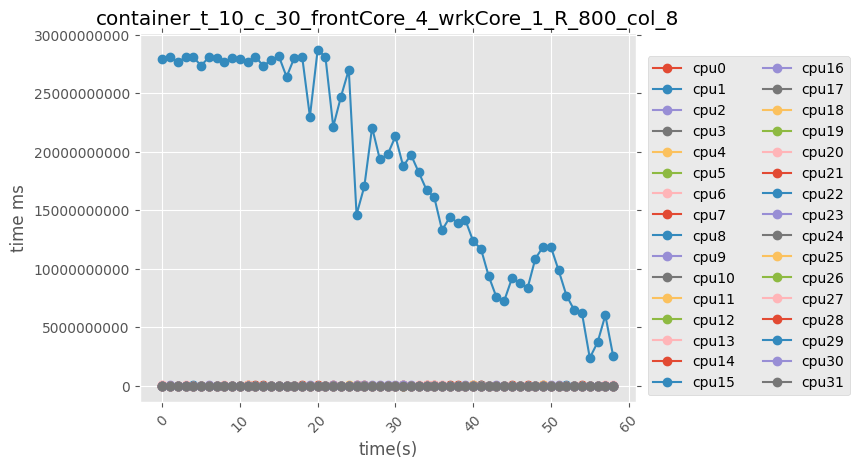 container_t_10_c_30_frontCore_4_wrkCore_1_R_800_col_8
30000000000
25000000000
20000000000
15000000000
10000000000
5000000000
0
time ms
0 10 20 30 40 50 60
time(s)
cpu0 cpu16
cpu1 cpu17
cpu2 cpu18
cpu3 cpu19
cpu4 cpu20
cpu5 cpu21
cpu6 cpu22
cpu7 cpu23
cpu8 cpu24
cpu9 cpu25
cpu10 cpu26
cpu11 cpu27
cpu12 cpu28
cpu13 cpu29
cpu14 cpu30
cpu15 cpu31